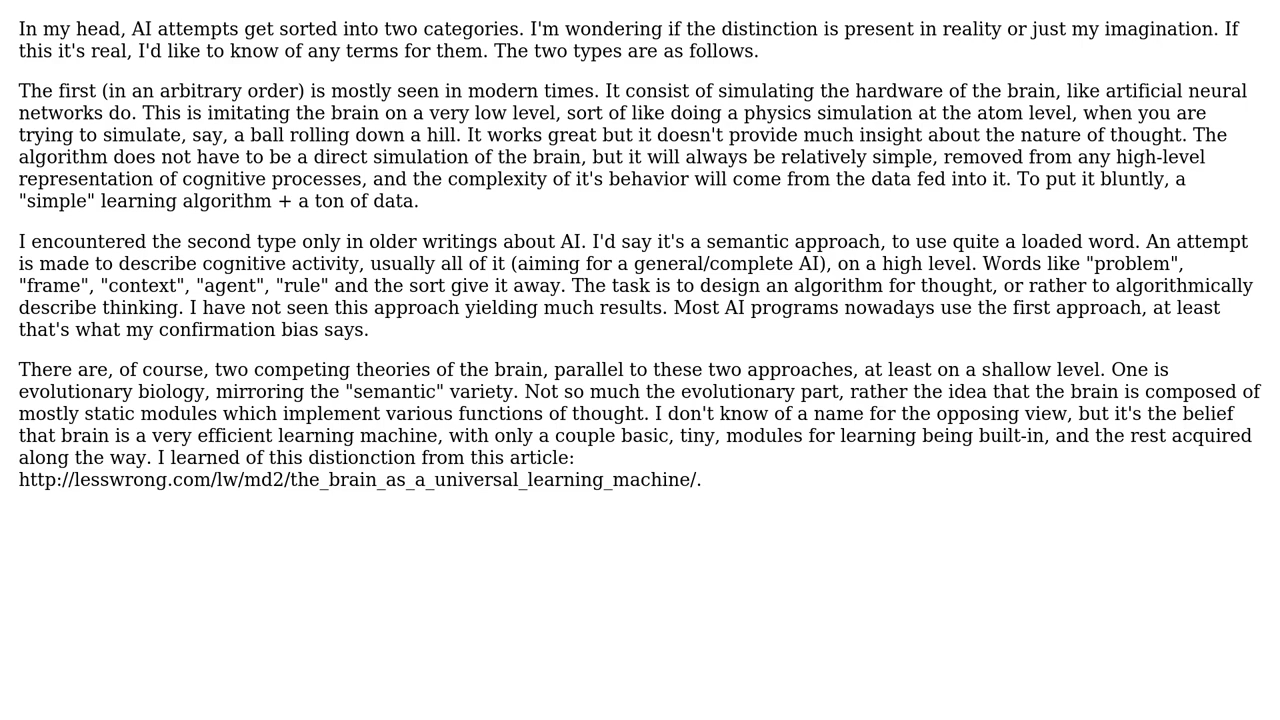 In my head, AI attempts get sorted into two categories. I'm wondering if the distinction is present in reality or just my imagination. If
this it's real, I'd like to know of any terms for them. The two types are as follows.
The first (in an arbitrary order) is mostly seen in modern times. It consist of simulating the hardware of the brain, like artificial neural
networks do. This is imitating the brain on a very low level, sort of like doing a physics simulation at the atom level, when you are
trying to simulate, say, a ball rolling down a hill. It works great but it doesn't provide much insight about the nature of thought. The
algorithm does not have to be a direct simulation of the brain, but it will always be relatively simple, removed from any high-level
representation of cognitive processes, and the complexity of it's behavior will come from the data fed into it. To put it bluntly, a
"simple" learning algorithm + a ton of data.
I encountered the second type only in older writings about AI. I'd say it's a semantic approach, to use quite a loaded word. An attempt
is made to describe cognitive activity, usually all of it (aiming for a general/complete AI), on a high level. Words like "problem",
"frame", "context", "agent", "rule" and the sort give it away. The task is to design an algorithm for thought, or rather to algorithmically
describe thinking. I have not seen this approach yielding much results. Most AI programs nowadays use the first approach, at least
that's what my confirmation bias says.
There are, of course, two competing theories of the brain, parallel to these two approaches, at least on a shallow level. One is
evolutionary biology, mirroring the "semantic" variety. Not so much the evolutionary part, rather the idea that the brain is composed of
mostly static modules which implement various functions of thought. I don't know of a name for the opposing view, but it's the belief
that brain is a very efficient learning machine, with only a couple basic, tiny, modules for learning being built-in, and the rest acquired
along the way. I learned of this distionction from this article:
http://lesswrong.com/lw/md2/the_brain_as_a_universal_learning_machine/.